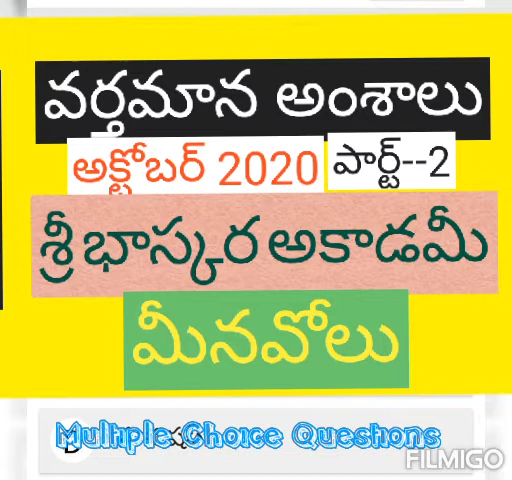 వర్తమాన అంశాలు
అక్టోబర్ 2020 పార్ట్--2
శ్రీ భాస్కర అకాడమీ
మీనవోలు
Multiple Choice Questions
FILMIGO